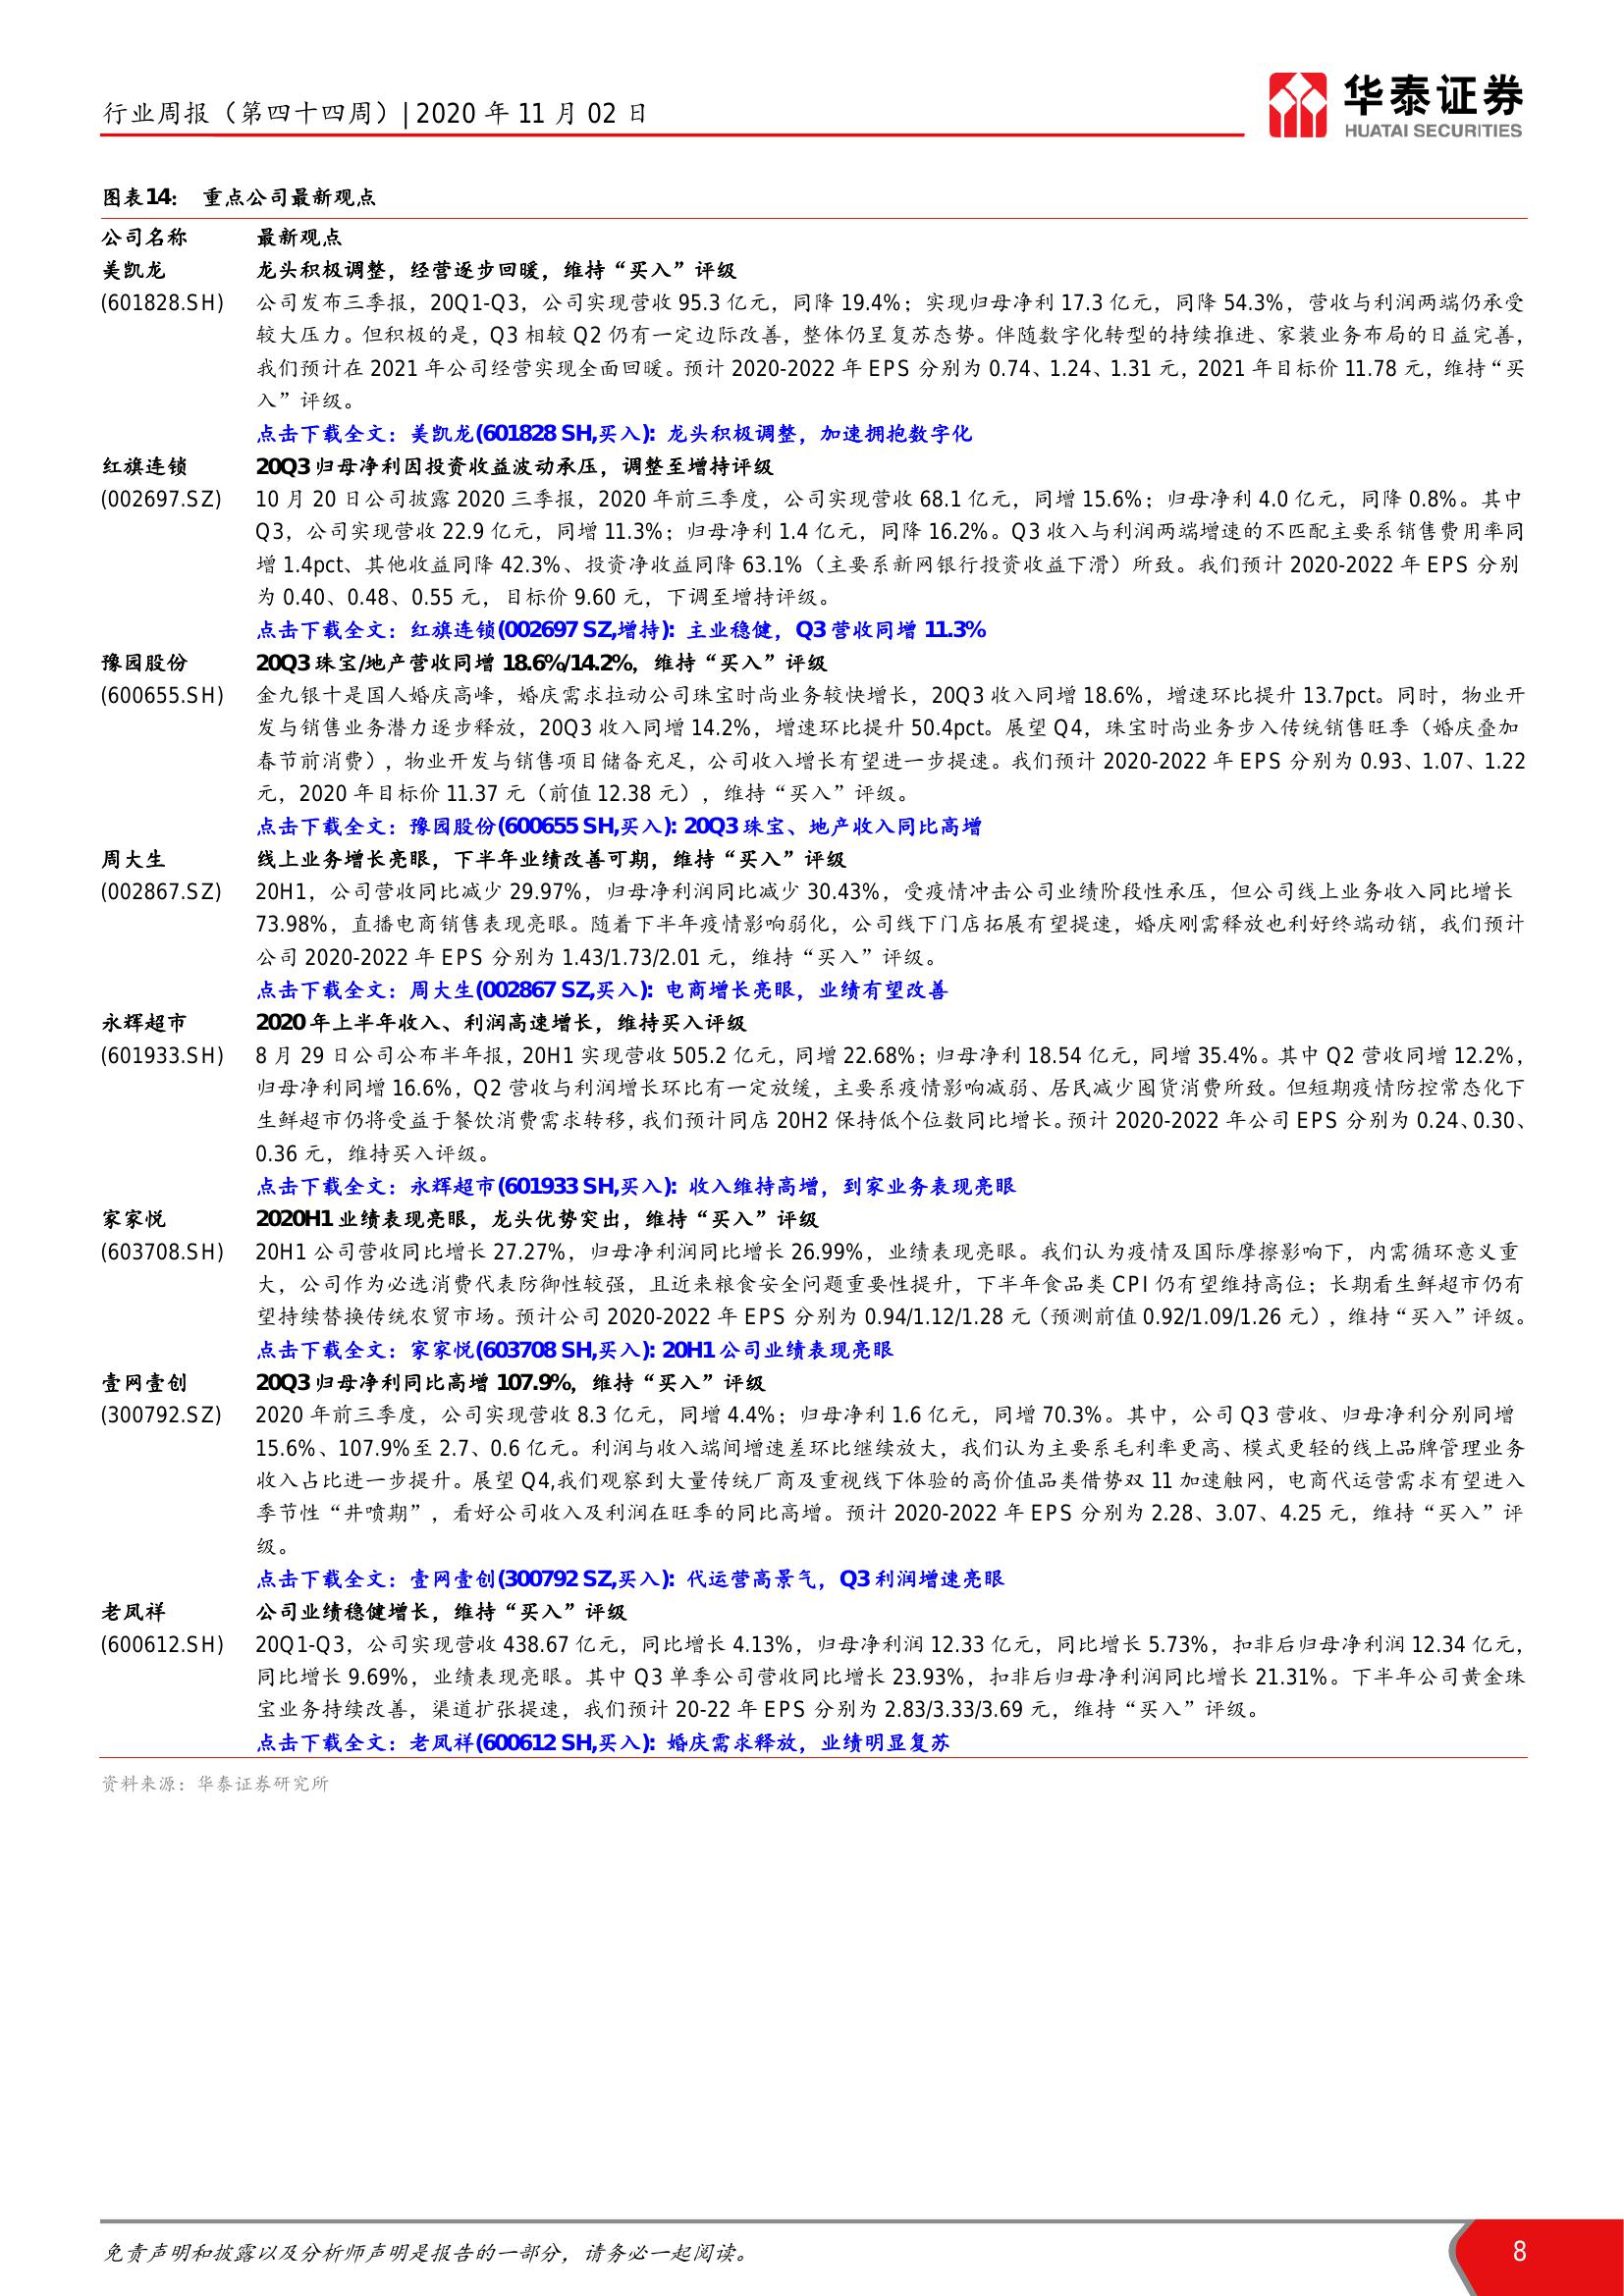 行业周报（第四十四周）| 2020 年 11 月 02 日
华泰证券
HUATAI SECURITIES
图表14： 重点公司最新观点
公司名称 最新观点
美凯龙 龙头积极调整，经营逐步回暖，维持“买入”评级
(601828.SH) 公司发布三季报，20Q1-Q3，公司实现营收 95.3 亿元，同降 19.4%；实现归母净利 17.3 亿元，同降 54.3%，营收与利润两端仍承受
较大压力。但积极的是，Q3 相较 Q2 仍有一定边际改善，整体仍呈复苏态势。伴随数字化转型的持续推进、家装业务布局的日益完善，
我们预计在 2021 年公司经营实现全面回暖。预计 2020-2022 年 EPS 分别为 0.74、1.24、1.31 元，2021 年目标价 11.78 元，维持“买
入”评级。
点击下载全文：美凯龙(601828 SH,买入): 龙头积极调整，加速拥抱数字化
红旗连锁 20Q3 归母净利因投资收益波动承压，调整至增持评级
(002697.SZ) 10 月 20 日公司披露 2020 三季报，2020 年前三季度，公司实现营收 68.1 亿元，同增 15.6%；归母净利 4.0 亿元，同降 0.8%。其中
Q3，公司实现营收 22.9 亿元，同增 11.3%；归母净利 1.4 亿元，同降 16.2%。Q3 收入与利润两端增速的不匹配主要系销售费用率同
增 1.4pct、其他收益同降 42.3%、投资净收益同降 63.1%（主要系新网银行投资收益下滑）所致。我们预计 2020-2022 年 EPS 分别
为 0.40、0.48、0.55 元，目标价 9.60 元，下调至增持评级。
点击下载全文：红旗连锁(002697 SZ,增持): 主业稳健，Q3 营收同增 11.3%
豫园股份 20Q3 珠宝/地产营收同增 18.6%/14.2%，维持“买入”评级
(600655.SH) 金九银十是国人婚庆高峰，婚庆需求拉动公司珠宝时尚业务较快增长，20Q3 收入同增 18.6%，增速环比提升 13.7pct。同时，物业开
发与销售业务潜力逐步释放，20Q3 收入同增 14.2%，增速环比提升 50.4pct。展望 Q4，珠宝时尚业务步入传统销售旺季（婚庆叠加
春节前消费），物业开发与销售项目储备充足，公司收入增长有望进一步提速。我们预计 2020-2022 年 EPS 分别为 0.93、1.07、1.22
元，2020 年目标价 11.37 元（前值 12.38 元），维持“买入”评级。
点击下载全文：豫园股份(600655 SH,买入): 20Q3 珠宝、地产收入同比高增
周大生 线上业务增长亮眼，下半年业绩改善可期，维持“买入”评级
(002867.SZ) 20H1，公司营收同比减少 29.97%，归母净利润同比减少 30.43%，受疫情冲击公司业绩阶段性承压，但公司线上业务收入同比增长
73.98%，直播电商销售表现亮眼。随着下半年疫情影响弱化，公司线下门店拓展有望提速，婚庆刚需释放也利好终端动销，我们预计
公司 2020-2022 年 EPS 分别为 1.43/1.73/2.01 元，维持“买入”评级。
点击下载全文：周大生(002867 SZ,买入): 电商增长亮眼，业绩有望改善
永辉超市 2020 年上半年收入、利润高速增长，维持买入评级
(601933.SH) 8 月 29 日公司公布半年报，20H1 实现营收 505.2 亿元，同增 22.68%；归母净利 18.54 亿元，同增 35.4%。其中 Q2 营收同增 12.2%，
归母净利同增 16.6%，Q2 营收与利润增长环比有一定放缓，主要系疫情影响减弱、居民减少囤货消费所致。但短期疫情防控常态化下
生鲜超市仍将受益于餐饮消费需求转移，我们预计同店 20H2 保持低个位数同比增长。预计 2020-2022 年公司 EPS 分别为 0.24、0.30、
0.36 元，维持买入评级。
点击下载全文：永辉超市(601933 SH,买入): 收入维持高增，到家业务表现亮眼
家家悦 2020H1 业绩表现亮眼，龙头优势突出，维持“买入”评级
(603708.SH) 20H1 公司营收同比增长 27.27%，归母净利润同比增长 26.99%，业绩表现亮眼。我们认为疫情及国际摩擦影响下，内需循环意义重
大，公司作为必选消费代表防御性较强，且近来粮食安全问题重要性提升，下半年食品类 CPI 仍有望维持高位；长期看生鲜超市仍有
望持续替换传统农贸市场。预计公司 2020-2022 年 EPS 分别为 0.94/1.12/1.28 元（预测前值 0.92/1.09/1.26 元），维持“买入”评级。
点击下载全文：家家悦(603708 SH,买入): 20H1 公司业绩表现亮眼
壹网壹创 20Q3 归母净利同比高增 107.9%，维持“买入”评级
(300792.SZ) 2020 年前三季度，公司实现营收 8.3 亿元，同增 4.4%；归母净利 1.6 亿元，同增 70.3%。其中，公司 Q3 营收、归母净利分别同增
15.6%、107.9%至 2.7、0.6 亿元。利润与收入端间增速差环比继续放大，我们认为主要系毛利率更高、模式更轻的线上品牌管理业务
收入占比进一步提升。展望 Q4,我们观察到大量传统厂商及重视线下体验的高价值品类借势双 11 加速触网，电商代运营需求有望进入
季节性“井喷期”，看好公司收入及利润在旺季的同比高增。预计 2020-2022 年 EPS 分别为 2.28、3.07、4.25 元，维持“买入”评
级。
点击下载全文：壹网壹创(300792 SZ,买入): 代运营高景气，Q3 利润增速亮眼
老凤祥 公司业绩稳健增长，维持“买入”评级
(600612.SH) 20Q1-Q3，公司实现营收 438.67 亿元，同比增长 4.13%，归母净利润 12.33 亿元，同比增长 5.73%，扣非后归母净利润 12.34 亿元，
同比增长 9.69%，业绩表现亮眼。其中 Q3 单季公司营收同比增长 23.93%，扣非后归母净利润同比增长 21.31%。下半年公司黄金珠
宝业务持续改善，渠道扩张提速，我们预计 20-22 年 EPS 分别为 2.83/3.33/3.69 元，维持“买入”评级。
点击下载全文：老凤祥(600612 SH,买入): 婚庆需求释放，业绩明显复苏
资料来源：华泰证券研究所
免责声明和披露以及分析师声明是报告的一部分，请务必一起阅读。 8